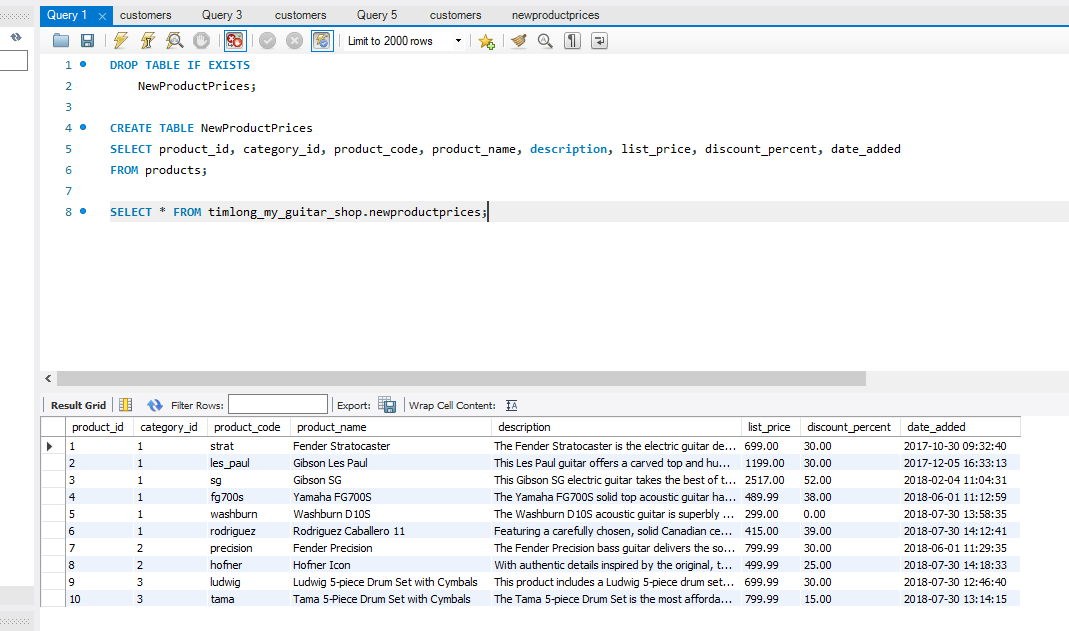 Query 1 customers Query 3 customers Query 5 customers newproductprices
Limit to 2000 rows
1 DROP TABLE IF EXISTS
2 NewProductPrices;
3
4 CREATE TABLE NewProductPrices
5 SELECT product_id, category_id, product_code, product_name, description, list_price, discount_percent, date_added
6 FROM products;
7
8 SELECT * FROM timlong_my_guitar_shop.newproductprices;
Result Grid Filter Rows: Export: Wrap Cell Content:
product_id category_id product_code product_name description list_price discount_percent date_added
1 1 strat Fender Stratocaster The Fender Stratocaster is the electric guitar de... 699.00 30.00 2017-10-30 09:32:40
2 1 les_paul Gibson Les Paul This Les Paul guitar offers a carved top and hu... 1199.00 30.00 2017-12-05 16:33:13
3 1 sg Gibson SG This Gibson SG electric guitar takes the best of t... 2517.00 52.00 2018-02-04 11:04:31
4 1 fg700s Yamaha FG700S The Yamaha FG700S solid top acoustic guitar ha... 489.99 38.00 2018-06-01 11:12:59
5 1 washburn Washburn D10S The Washburn D10S acoustic guitar is superbly ... 299.00 0.00 2018-07-30 13:58:35
6 1 rodriguez Rodriguez Caballero 11 Featuring a carefully chosen, solid Canadian ce... 415.00 39.00 2018-07-30 14:12:41
7 2 precision Fender Precision The Fender Precision bass guitar delivers the so... 799.99 30.00 2018-06-01 11:29:35
8 2 hofner Hofner Icon With authentic details inspired by the original, t... 499.99 25.00 2018-07-30 14:18:33
9 3 ludwig Ludwig 5-piece Drum Set with Cymbals This product includes a Ludwig 5-piece drum set... 699.99 30.00 2018-07-30 12:46:40
10 3 tama Tama 5-Piece Drum Set with Cymbals The Tama 5-piece Drum Set is the most afforda... 799.99 15.00 2018-07-30 13:14:15